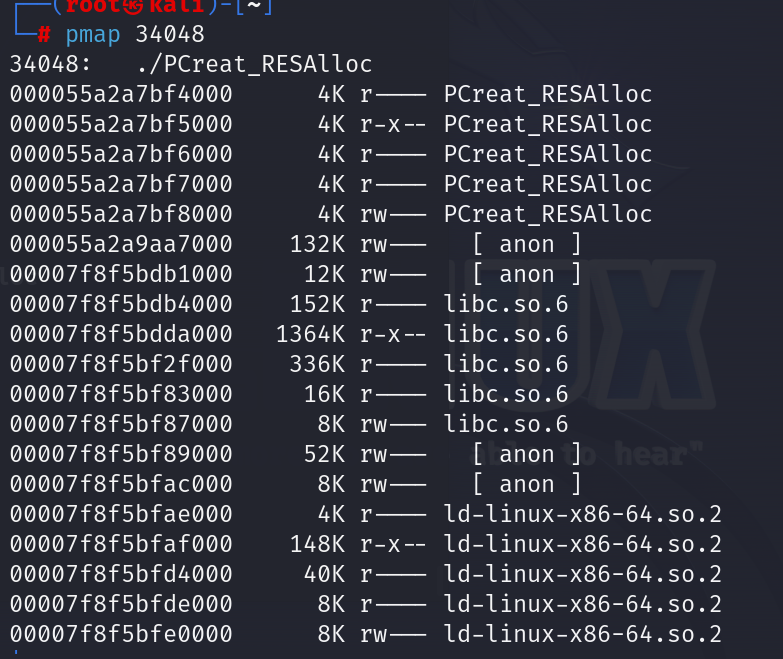 (root㉿kali)-[~]
# pmap 34048
34048:   ./PCreat_RESAlloc
000055a2a7bf4000      4K r---- PCreat_RESAlloc
000055a2a7bf5000      4K r-x-- PCreat_RESAlloc
000055a2a7bf6000      4K r---- PCreat_RESAlloc
000055a2a7bf7000      4K r---- PCreat_RESAlloc
000055a2a7bf8000      4K rw--- PCreat_RESAlloc
000055a2a9aa7000    132K rw---   [ anon ]
00007f8f5bdb1000     12K rw---   [ anon ]
00007f8f5bdb4000    152K r---- libc.so.6
00007f8f5bdda000   1364K r-x-- libc.so.6
00007f8f5bf2f000    336K r---- libc.so.6
00007f8f5bf83000     16K r---- libc.so.6
00007f8f5bf87000      8K rw--- libc.so.6
00007f8f5bf89000     52K rw---   [ anon ]
00007f8f5bfac000      8K rw---   [ anon ]
00007f8f5bfae000      4K r---- ld-linux-x86-64.so.2
00007f8f5bfaf000    148K r-x-- ld-linux-x86-64.so.2
00007f8f5bfd4000     40K r---- ld-linux-x86-64.so.2
00007f8f5bfde000      8K r---- ld-linux-x86-64.so.2
00007f8f5bfe0000      8K rw--- ld-linux-x86-64.so.2
UX
to hear"